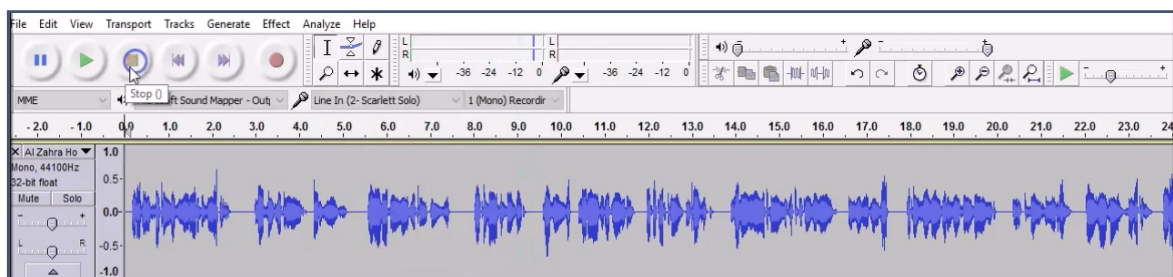 File Edit View Transport Tracks Generate Effect Analyze Help
L
R
L
R
-36 -24 -12 0
-36 -24 -12 0
- +
- +
MME
Stop ()
ft Sound Mapper - Outp
Line In (2- Scarlett Solo)
1 (Mono) Recordir
-2.0 -1.0 0.0 1.0 2.0 3.0 4.0 5.0 6.0 7.0 8.0 9.0 10.0 11.0 12.0 13.0 14.0 15.0 16.0 17.0 18.0 19.0 20.0 21.0 22.0 23.0 24
X Al Zahra Ho
Mono, 44100Hz
32-bit float
Mute Solo
- +
L R
1.0
0.5
0.0
-0.5
-1.0